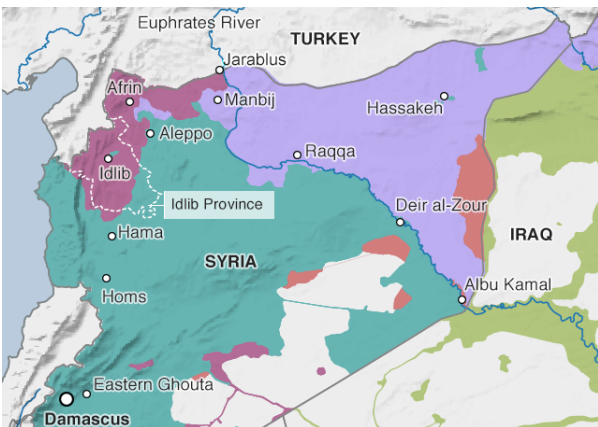 Euphrates River
TURKEY
Jarablus
Afrin
Manbij
Hassakeh
Aleppo
Raqqa
Idlib
Idlib Province
Deir al-Zour
Hama
IRAQ
SYRIA
Albu Kamal
Homs
Eastern Ghouta
Damascus